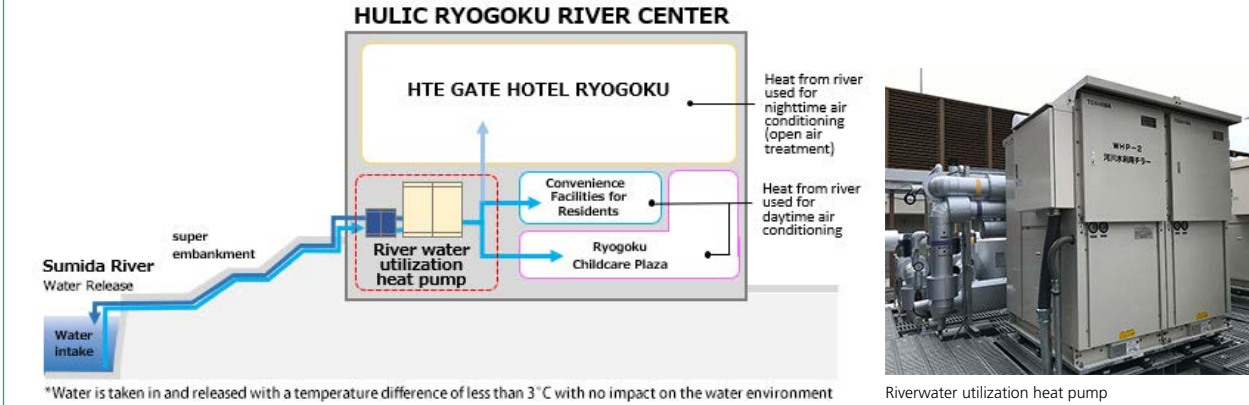 HULIC RYOGOKU RIVER CENTER
HTE GATE HOTEL RYOGOKU
Heat from river
used for
nighttime air
conditioning
(open air
treatment)
Convenience
Facilities for
Residents
Heat from river
used for
daytime air
conditioning
Ryogoku
Childcare Plaza
River water
utilization
heat pump
super
embankment
Sumida River
Water Release
Water
intake
*Water is taken in and released with a temperature difference of less than 3°C with no impact on the water environment
TOSHIBA
TOSHIBA
WHP-2
河川水利用チラー
Riverwater utilization heat pump